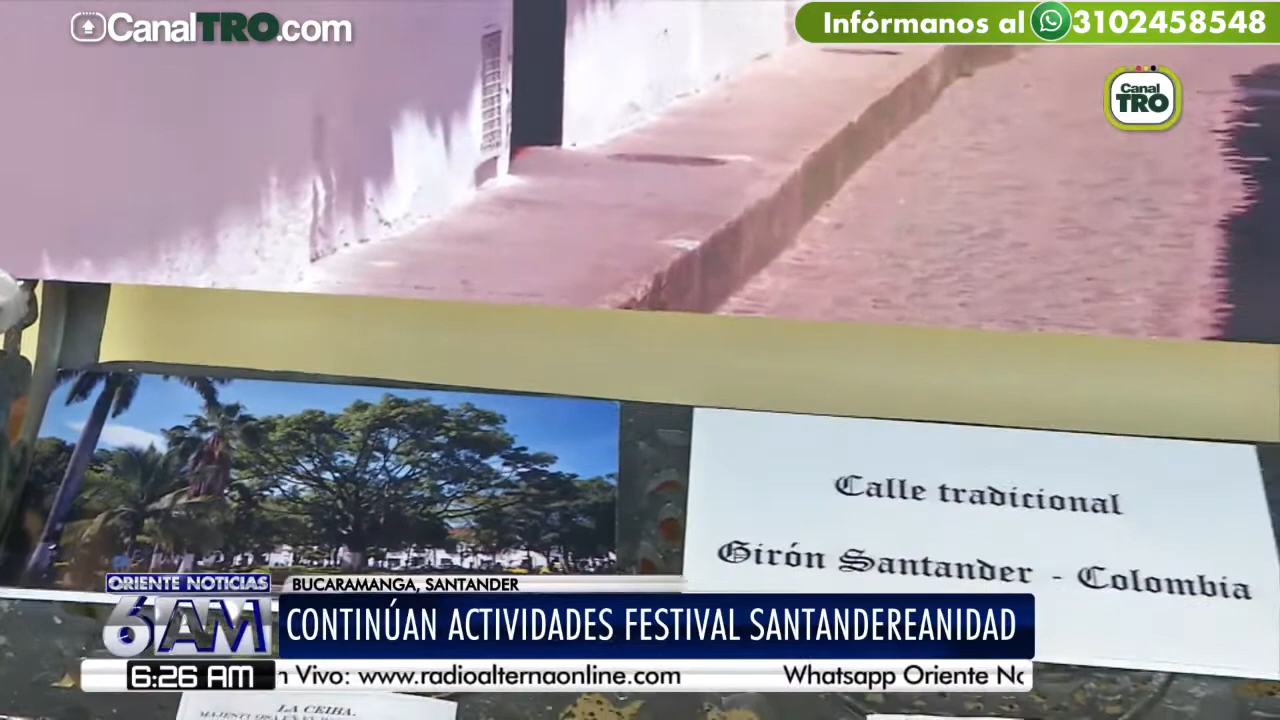 CanalTRO.com
Infórmanos al 3102458548
Canal
TRO
Calle tradicional
Girón Santander - Colombia
ORIENTE NOTICIAS
BUCARAMANGA, SANTANDER
6AM
CONTINÚAN ACTIVIDADES FESTIVAL SANTANDEREANIDAD
6:26 AM
n Vivo: www.radioalternaonline.com Whatsapp Oriente No
LA CEIBA.